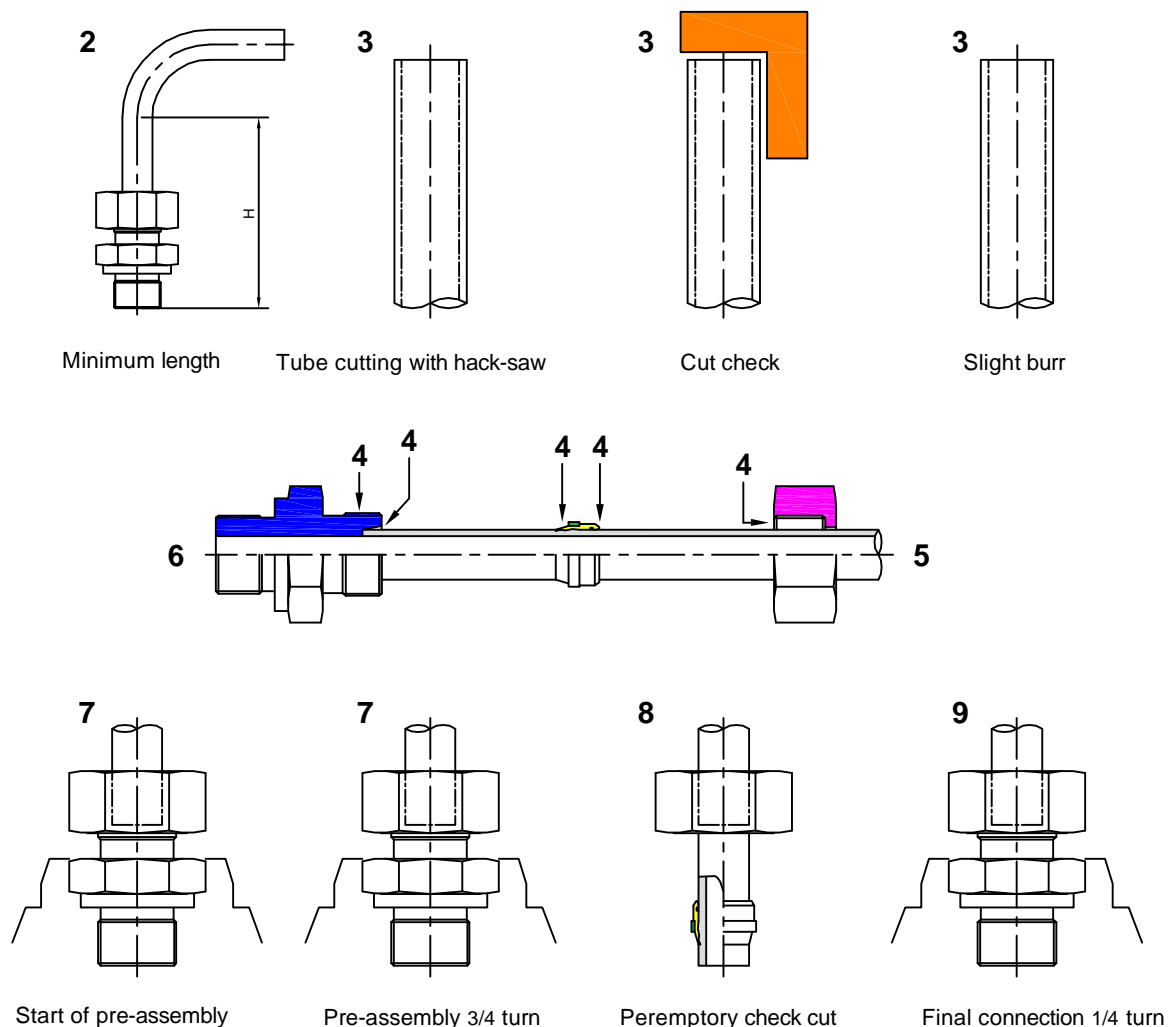 2
3
3
3
H
Minimum length
Tube cutting with hack-saw
Cut check
Slight burr
4
4
4
4
4
6
5
7
7
8
9
Start of pre-assembly
Pre-assembly 3/4 turn
Peremptory check cut
Final connection 1/4 turn